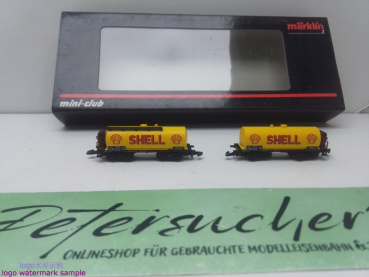 märklin
mini-club
SHELL
SHELL
Petersucher
ONLINESHOP FÜR GEBRAUCHTE MODELLEISENBAHN &
logo watermark sample